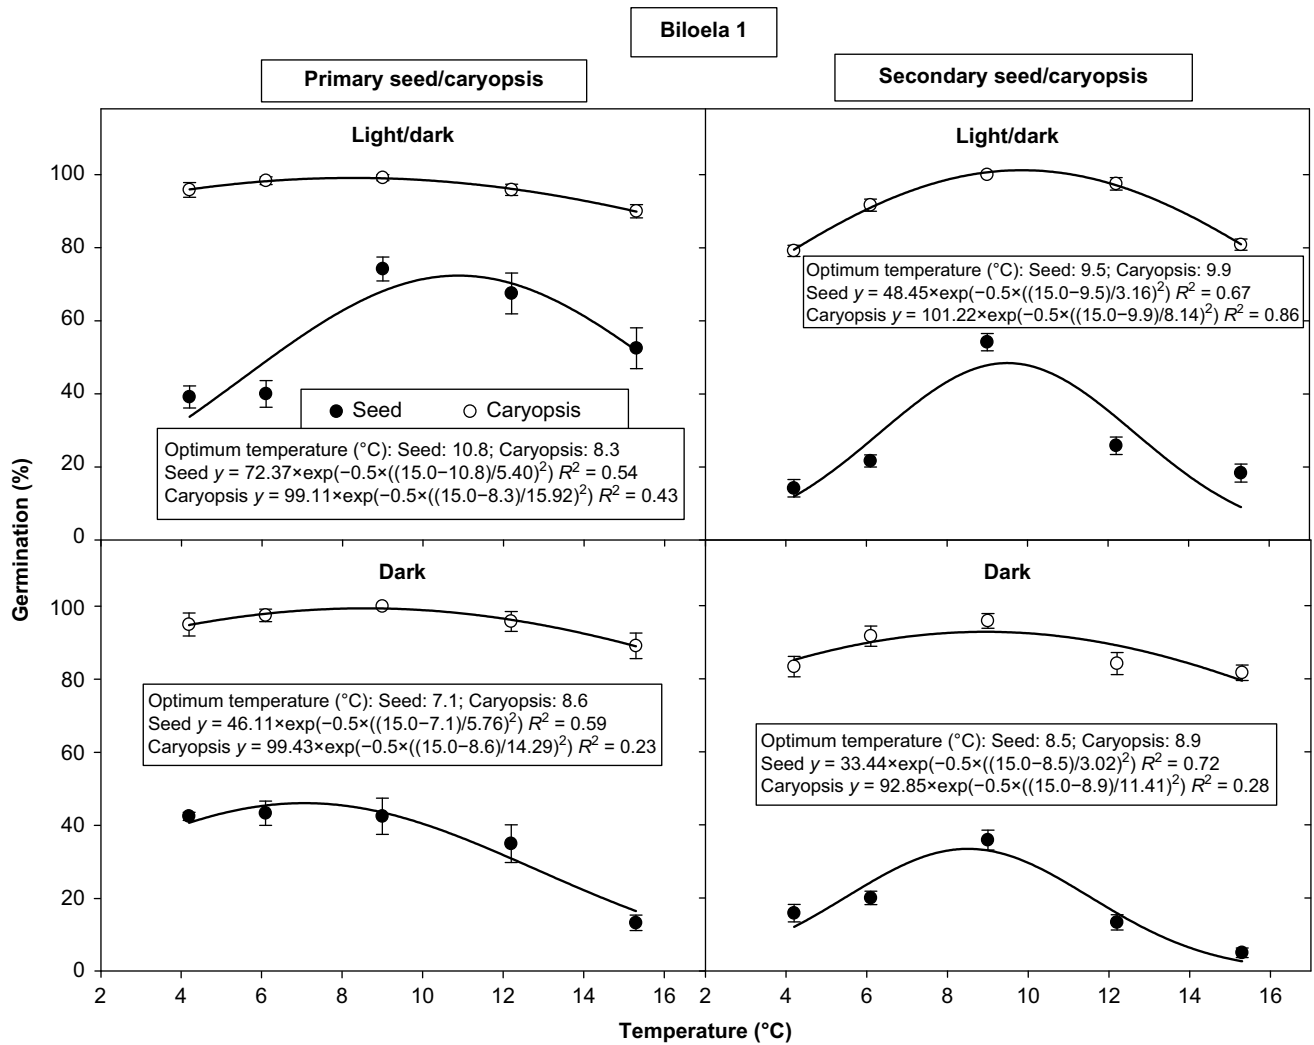 Biloela 1
Primary seed/caryopsis
Secondary seed/caryopsis
Light/dark
100
80
60
40
20
0
Seed
Caryopsis
Optimum temperature (°C): Seed: 10.8; Caryopsis: 8.3
Seed y = 72.37×exp(−0.5×((15.0−10.8)/5.40)²) R² = 0.54
Caryopsis y = 99.11×exp(−0.5×((15.0−8.3)/15.92)²) R² = 0.43
Light/dark
Optimum temperature (°C): Seed: 9.5; Caryopsis: 9.9
Seed y = 48.45×exp(−0.5×((15.0−9.5)/3.16)²) R² = 0.67
Caryopsis y = 101.22×exp(−0.5×((15.0−9.9)/8.14)²) R² = 0.86
Germination (%)
Dark
100
80
60
40
20
0
Optimum temperature (°C): Seed: 7.1; Caryopsis: 8.6
Seed y = 46.11×exp(−0.5×((15.0−7.1)/5.76)²) R² = 0.59
Caryopsis y = 99.43×exp(−0.5×((15.0−8.6)/14.29)²) R² = 0.23
Dark
Optimum temperature (°C): Seed: 8.5; Caryopsis: 8.9
Seed y = 33.44×exp(−0.5×((15.0−8.5)/3.02)²) R² = 0.72
Caryopsis y = 92.85×exp(−0.5×((15.0−8.9)/11.41)²) R² = 0.28
2 4 6 8 10 12 14 16 2 4 6 8 10 12 14 16
Temperature (°C)